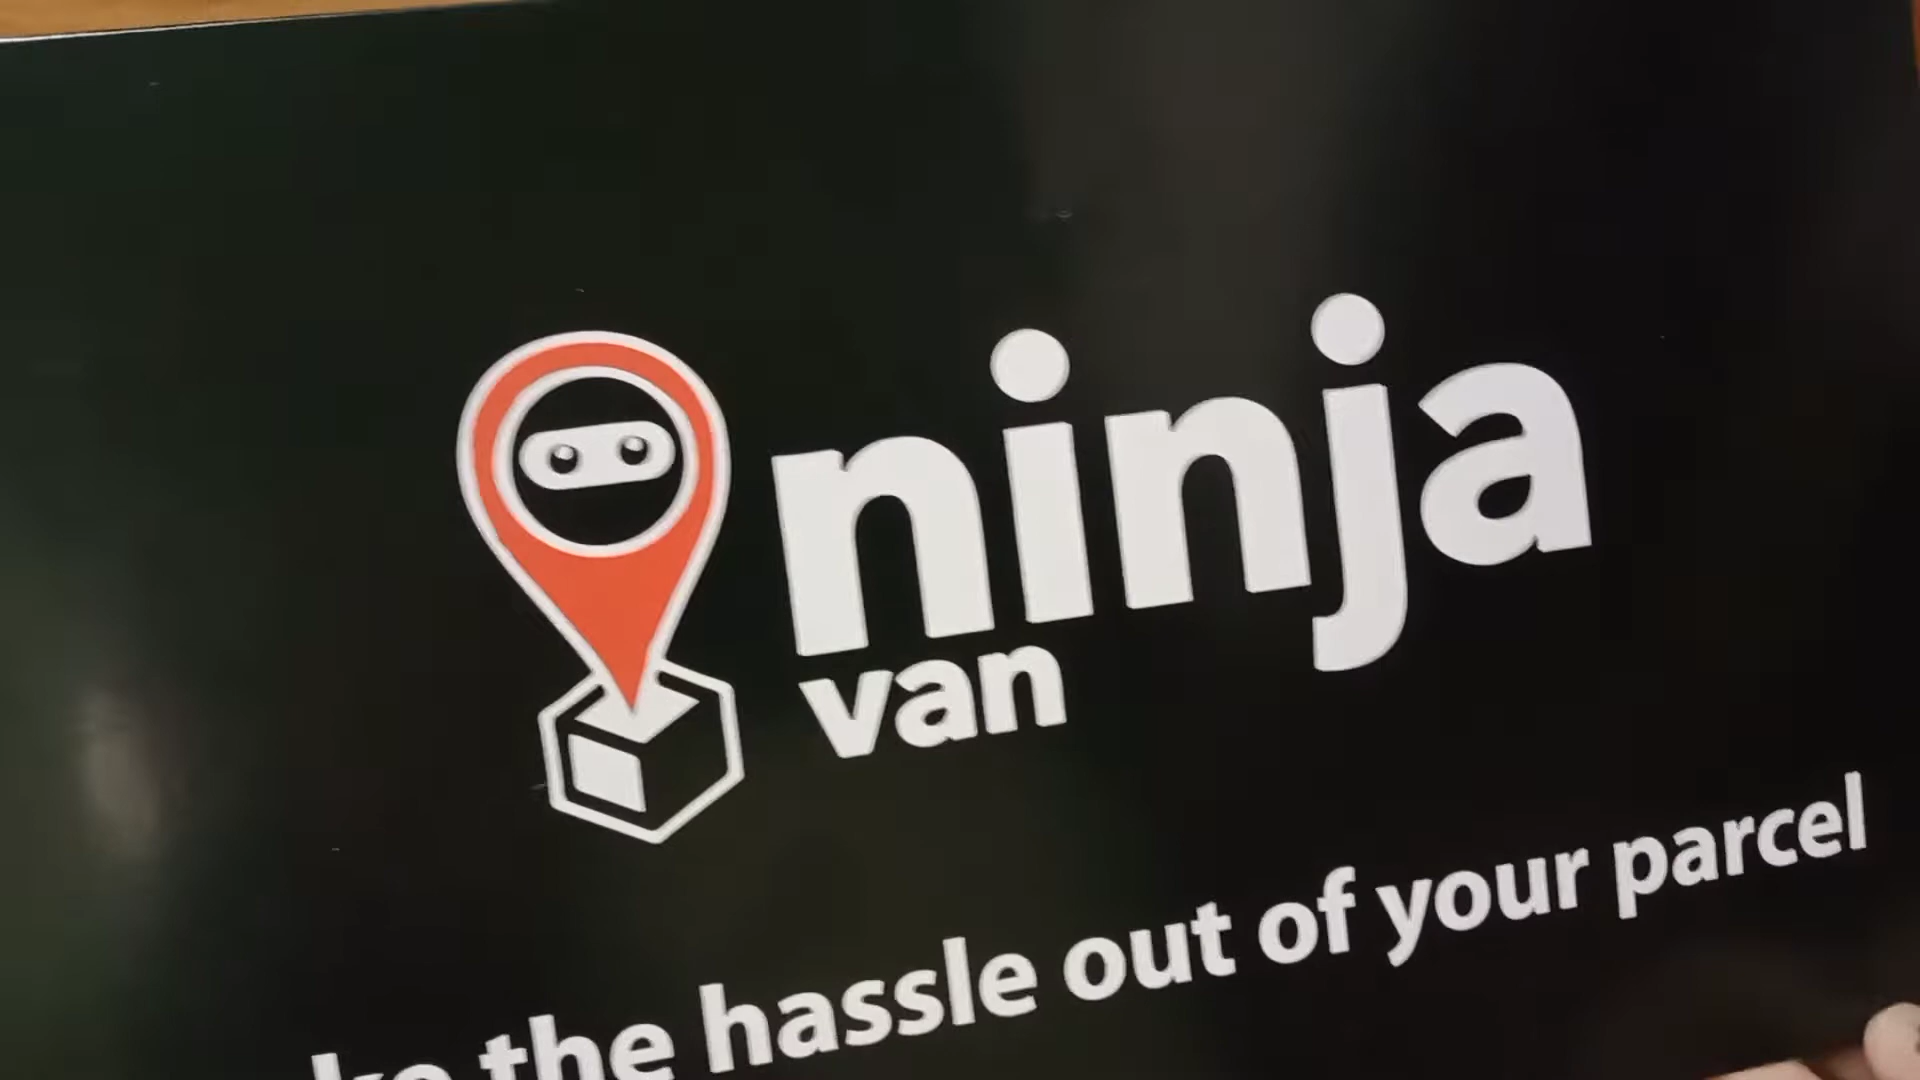 ninja
van
the hassle out of your parcel